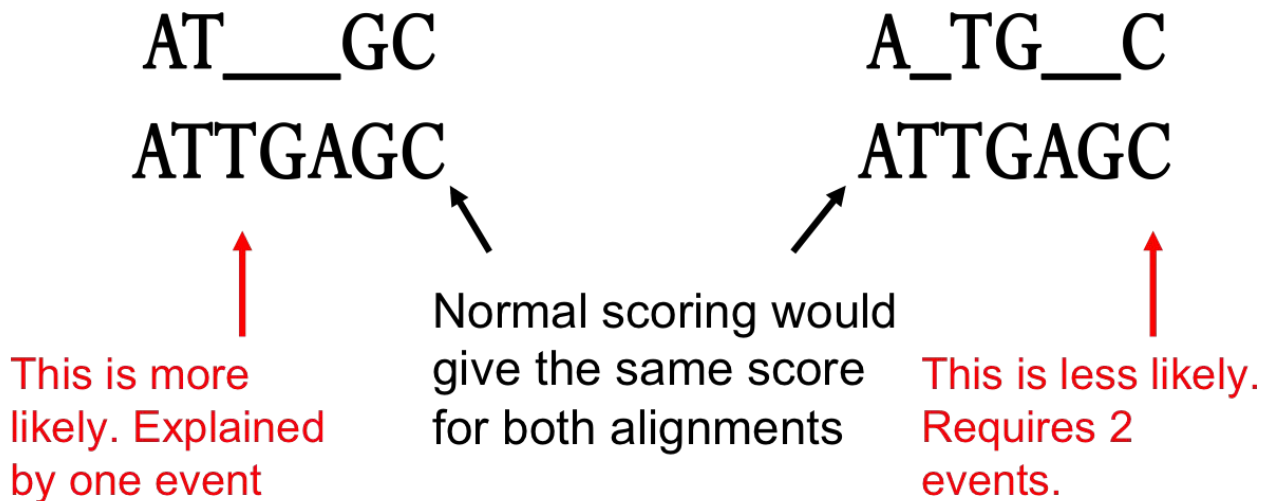 AT___GC
ATTGAGC
A_TG__C
ATTGAGC
This is more
likely. Explained
by one event
Normal scoring would
give the same score
for both alignments
This is less likely.
Requires 2
events.